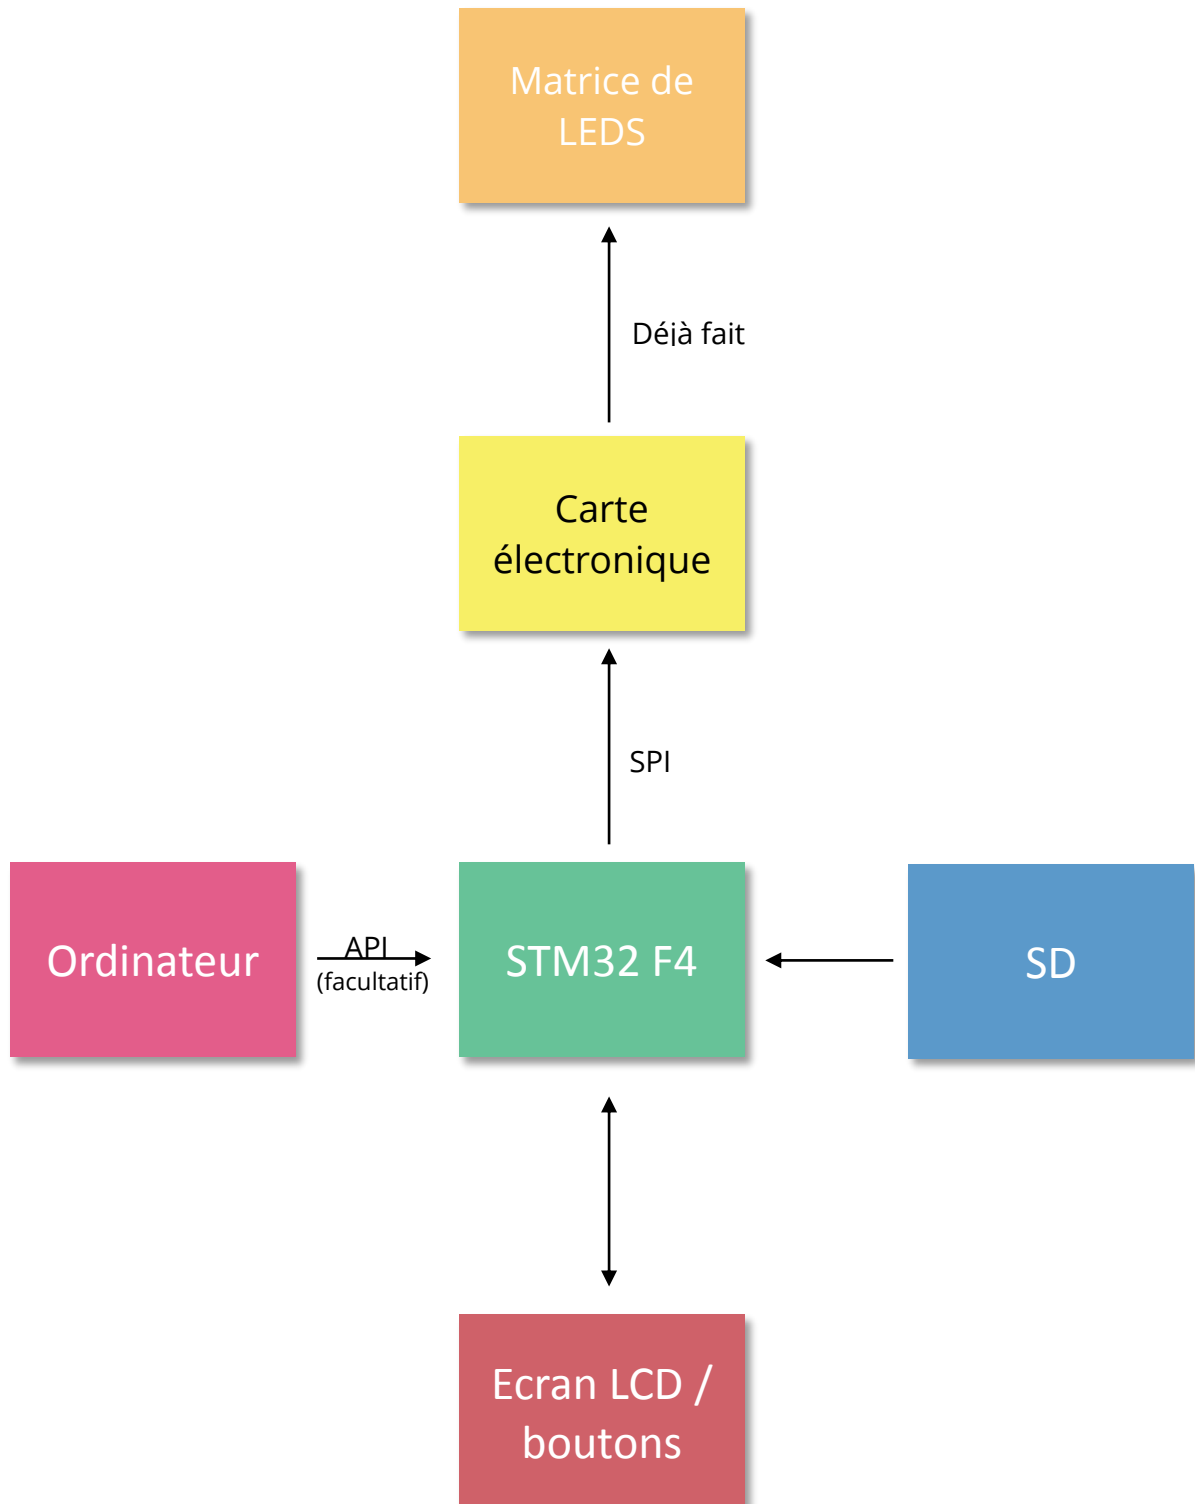 Matrice de
LEDS
Déjà fait
Carte
électronique
SPI
Ordinateur
API
(facultatif)
STM32 F4
SD
Ecran LCD /
boutons